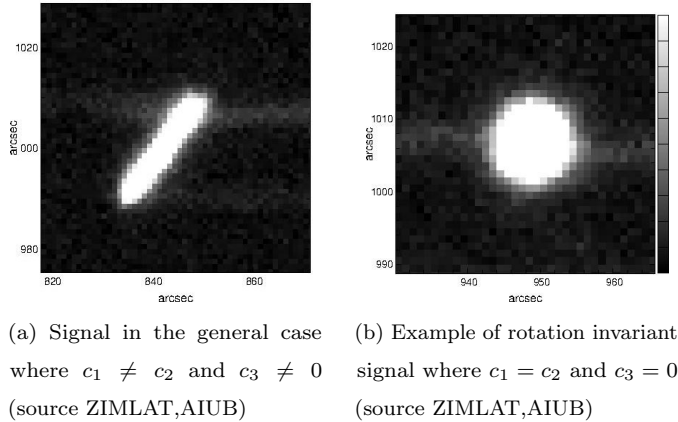 1020
000
980
arcsec
820 840 860
arcsec
1020
1010
1000
990
arcsec
940 950 960
arcsec
(a) Signal in the general case
where c₁ ≠ c₂ and c₃ ≠ 0
(source ZIMLAT,AIUB)
(b) Example of rotation invariant
signal where c₁ = c₂ and c₃ = 0
(source ZIMLAT,AIUB)